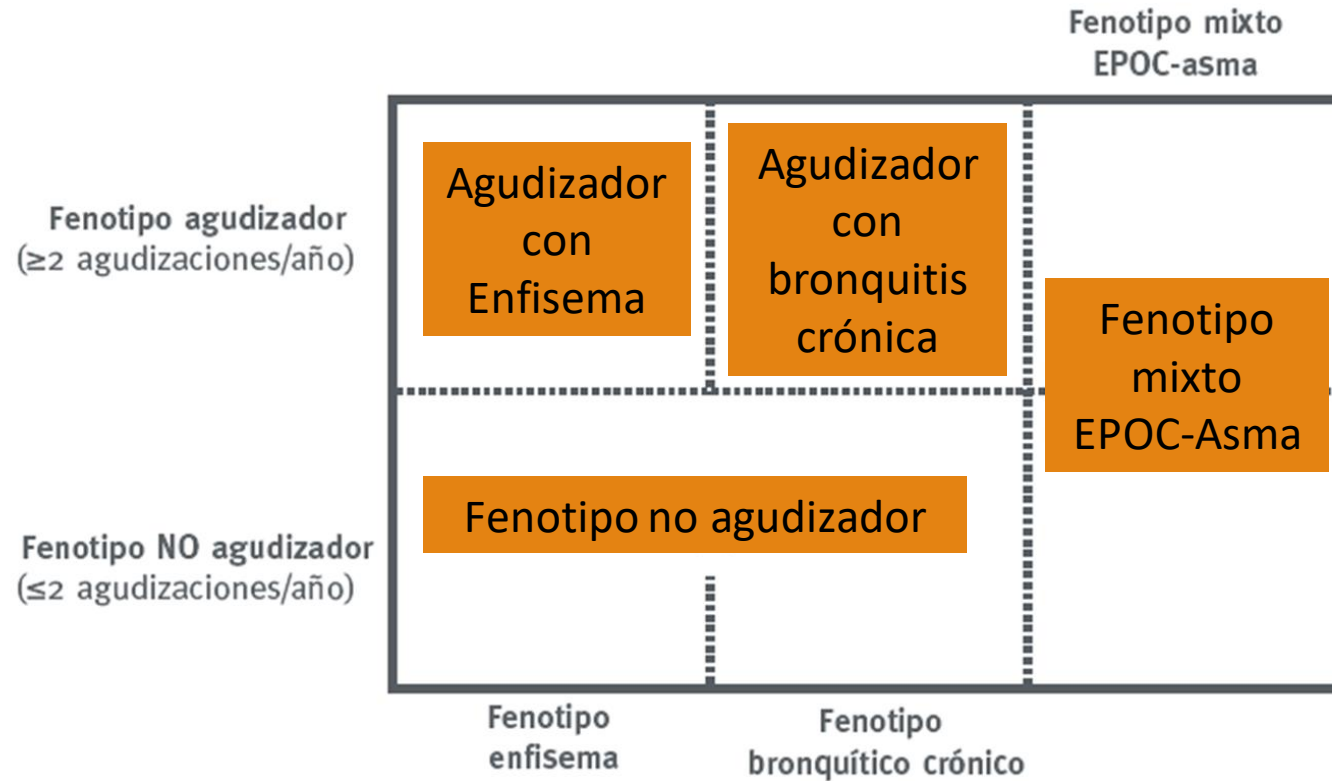 Fenotipo mixto
EPOC-asma
Fenotipo agudizador
(≥2 agudizaciones/año)
Agudizador
con
Enfisema
Agudizador
con
bronquitis
crónica
Fenotipo
mixto
EPOC-Asma
Fenotipo NO agudizador
(≤2 agudizaciones/año)
Fenotipo no agudizador
Fenotipo
enfisema
Fenotipo
bronquítico crónico